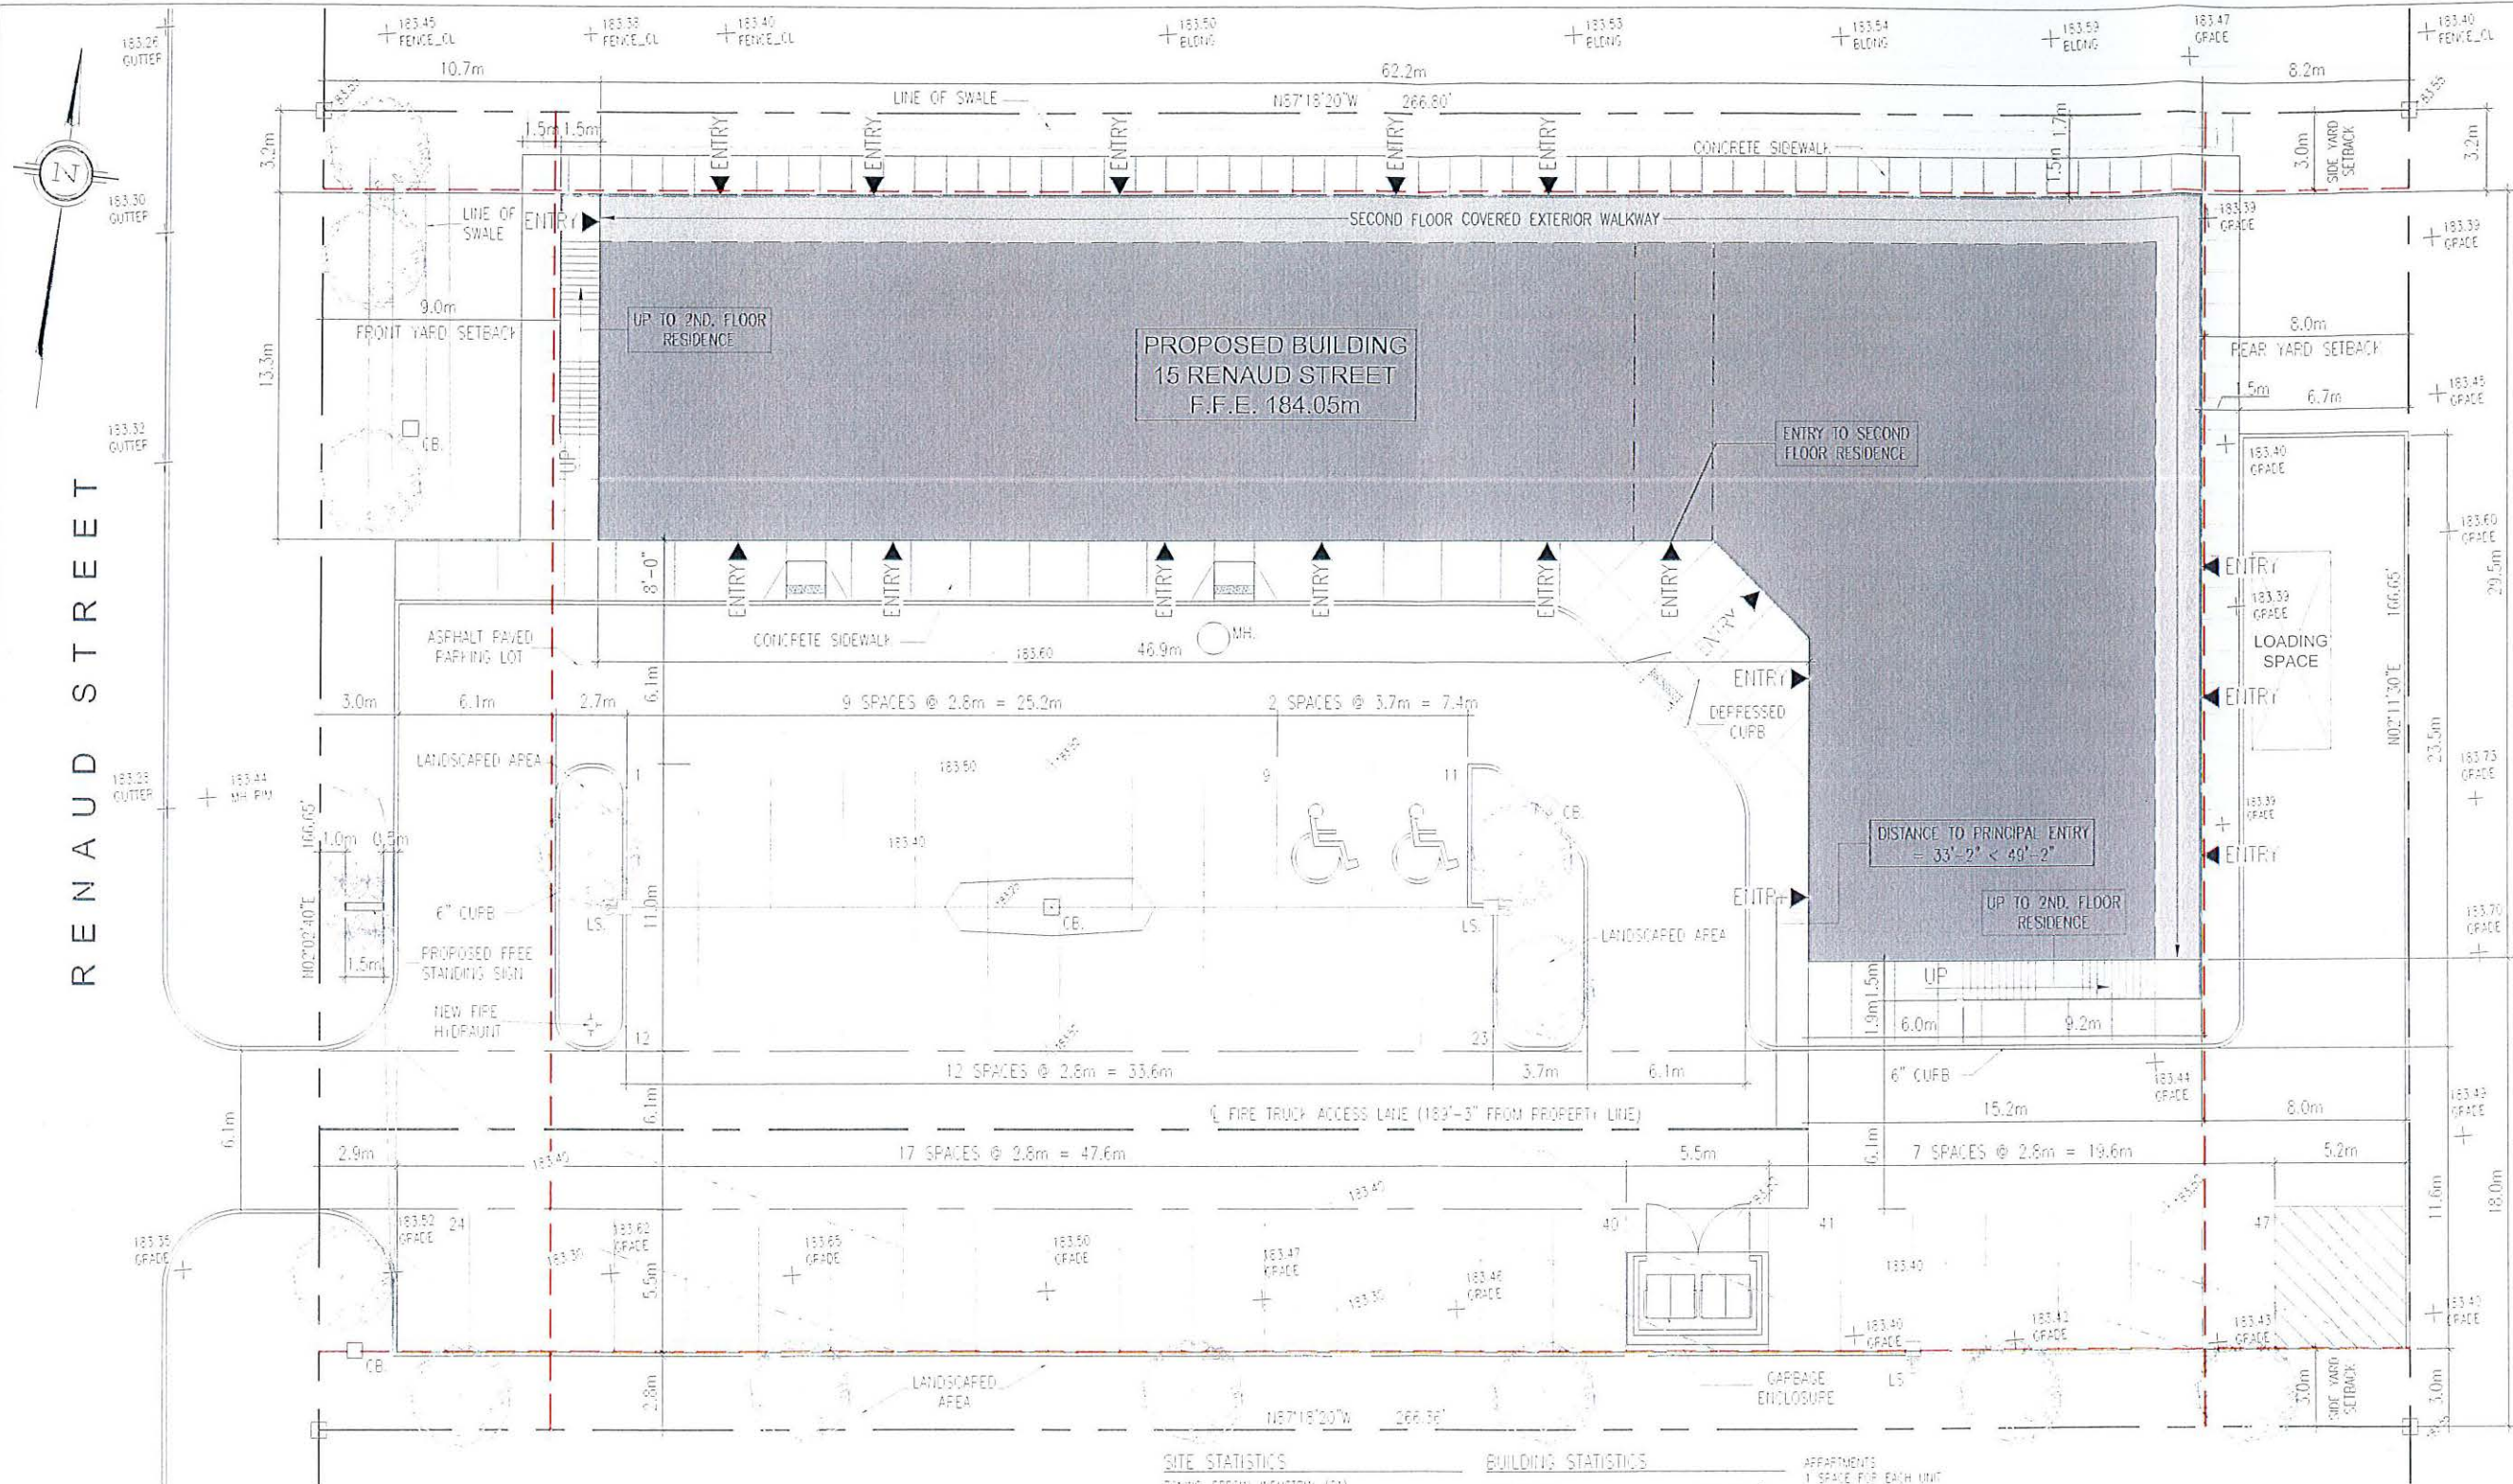 183.45
FENCE_CL
183.38
FENCE_CL
183.40
FENCE_CL
183.50
BLDNG
183.53
BLDNG
183.54
BLDNG
183.59
BLDNG
183.47
GRADE
183.40
FENCE_CL
183.26
GUTTER
10.7m
62.2m
8.2m
LINE OF SWALE
N87°18'20"W 266.80'
1.5m 1.5m
ENTRY
ENTRY
ENTRY
ENTRY
ENTRY
CONCRETE SIDEWALK
1.5m 1.7m
3.0m
SIDE YARD
SETBACK
3.2m
3.2m
N
183.30
GUTTER
LINE OF
SWALE
ENTRY
SECOND FLOOR COVERED EXTERIOR WALKWAY
183.39
GRADE
183.39
GRADE
9.0m
FRONT YARD SETBACK
UP TO 2ND. FLOOR
RESIDENCE
13.3m
PROPOSED BUILDING
15 RENAUD STREET
F.F.E. 184.05m
8.0m
REAR YARD SETBACK
1.5m
6.7m
183.45
GRADE
183.32
GUTTER
CB.
UP
ENTRY TO SECOND
FLOOR RESIDENCE
183.40
GRADE
183.60
GRADE
29.5m
RENAUD STREET
8'-0"
ENTRY
ENTRY
ENTRY
ENTRY
ENTRY
ENTRY
ENTRY
ENTRY
183.39
GRADE
LOADING
SPACE
N02°11'30"E 166.65'
ASPHALT PAVED
PARKING LOT
CONCRETE SIDEWALK
MH.
183.60
46.9m
ENTRY
ENTRY
DEPRESSED
CURB
3.0m
6.1m
2.7m
6.1m
9 SPACES @ 2.8m = 25.2m
2 SPACES @ 3.7m = 7.4m
23.5m
LANDSCAPED AREA
1
183.50
9
11
183.73
GRADE
183.28
GUTTER
183.44
MH RIM
183.39
GRADE
CB.
166.65'
1.0m 0.5m
183.40
DISTANCE TO PRINCIPAL ENTRY
= 33'-2" < 49'-2"
ENTRY
N02°02'40"E
6" CURB
LS.
11.0m
CB.
LS.
ENTRY
UP TO 2ND. FLOOR
RESIDENCE
183.70
GRADE
1.5m
PROPOSED FREE
STANDING SIGN
LANDSCAPED AREA
1.9m 1.5m
UP
NEW FIRE
HYDRAUNT
12
23
6.0m
9.2m
12 SPACES @ 2.8m = 33.6m
3.7m
6.1m
6" CURB
183.44
GRADE
6.1m
6.1m
℄ FIRE TRUCK ACCESS LANE (189'-3" FROM PROPERTY LINE)
15.2m
8.0m
183.49
GRADE
2.9m
183.40
17 SPACES @ 2.8m = 47.6m
5.5m
6.1m
7 SPACES @ 2.8m = 19.6m
5.2m
183.40
11.6m
18.0m
183.35
GRADE
183.52
GRADE
24
183.30
183.62
GRADE
5.5m
183.65
GRADE
183.50
GRADE
183.47
GRADE
183.30
183.46
GRADE
40
41
183.40
47
183.40
GRADE
183.42
GRADE
183.43
GRADE
183.40
GRADE
CB.
2.8m
LANDSCAPED
AREA
GARBAGE
ENCLOSURE
LS
3.0m
SIDE YARD
SETBACK
3.0m
N87°18'20"W 266.36'
SITE STATISTICS
BUILDING STATISTICS
APPARTMENTS
1 SPACE FOR EACH UNIT